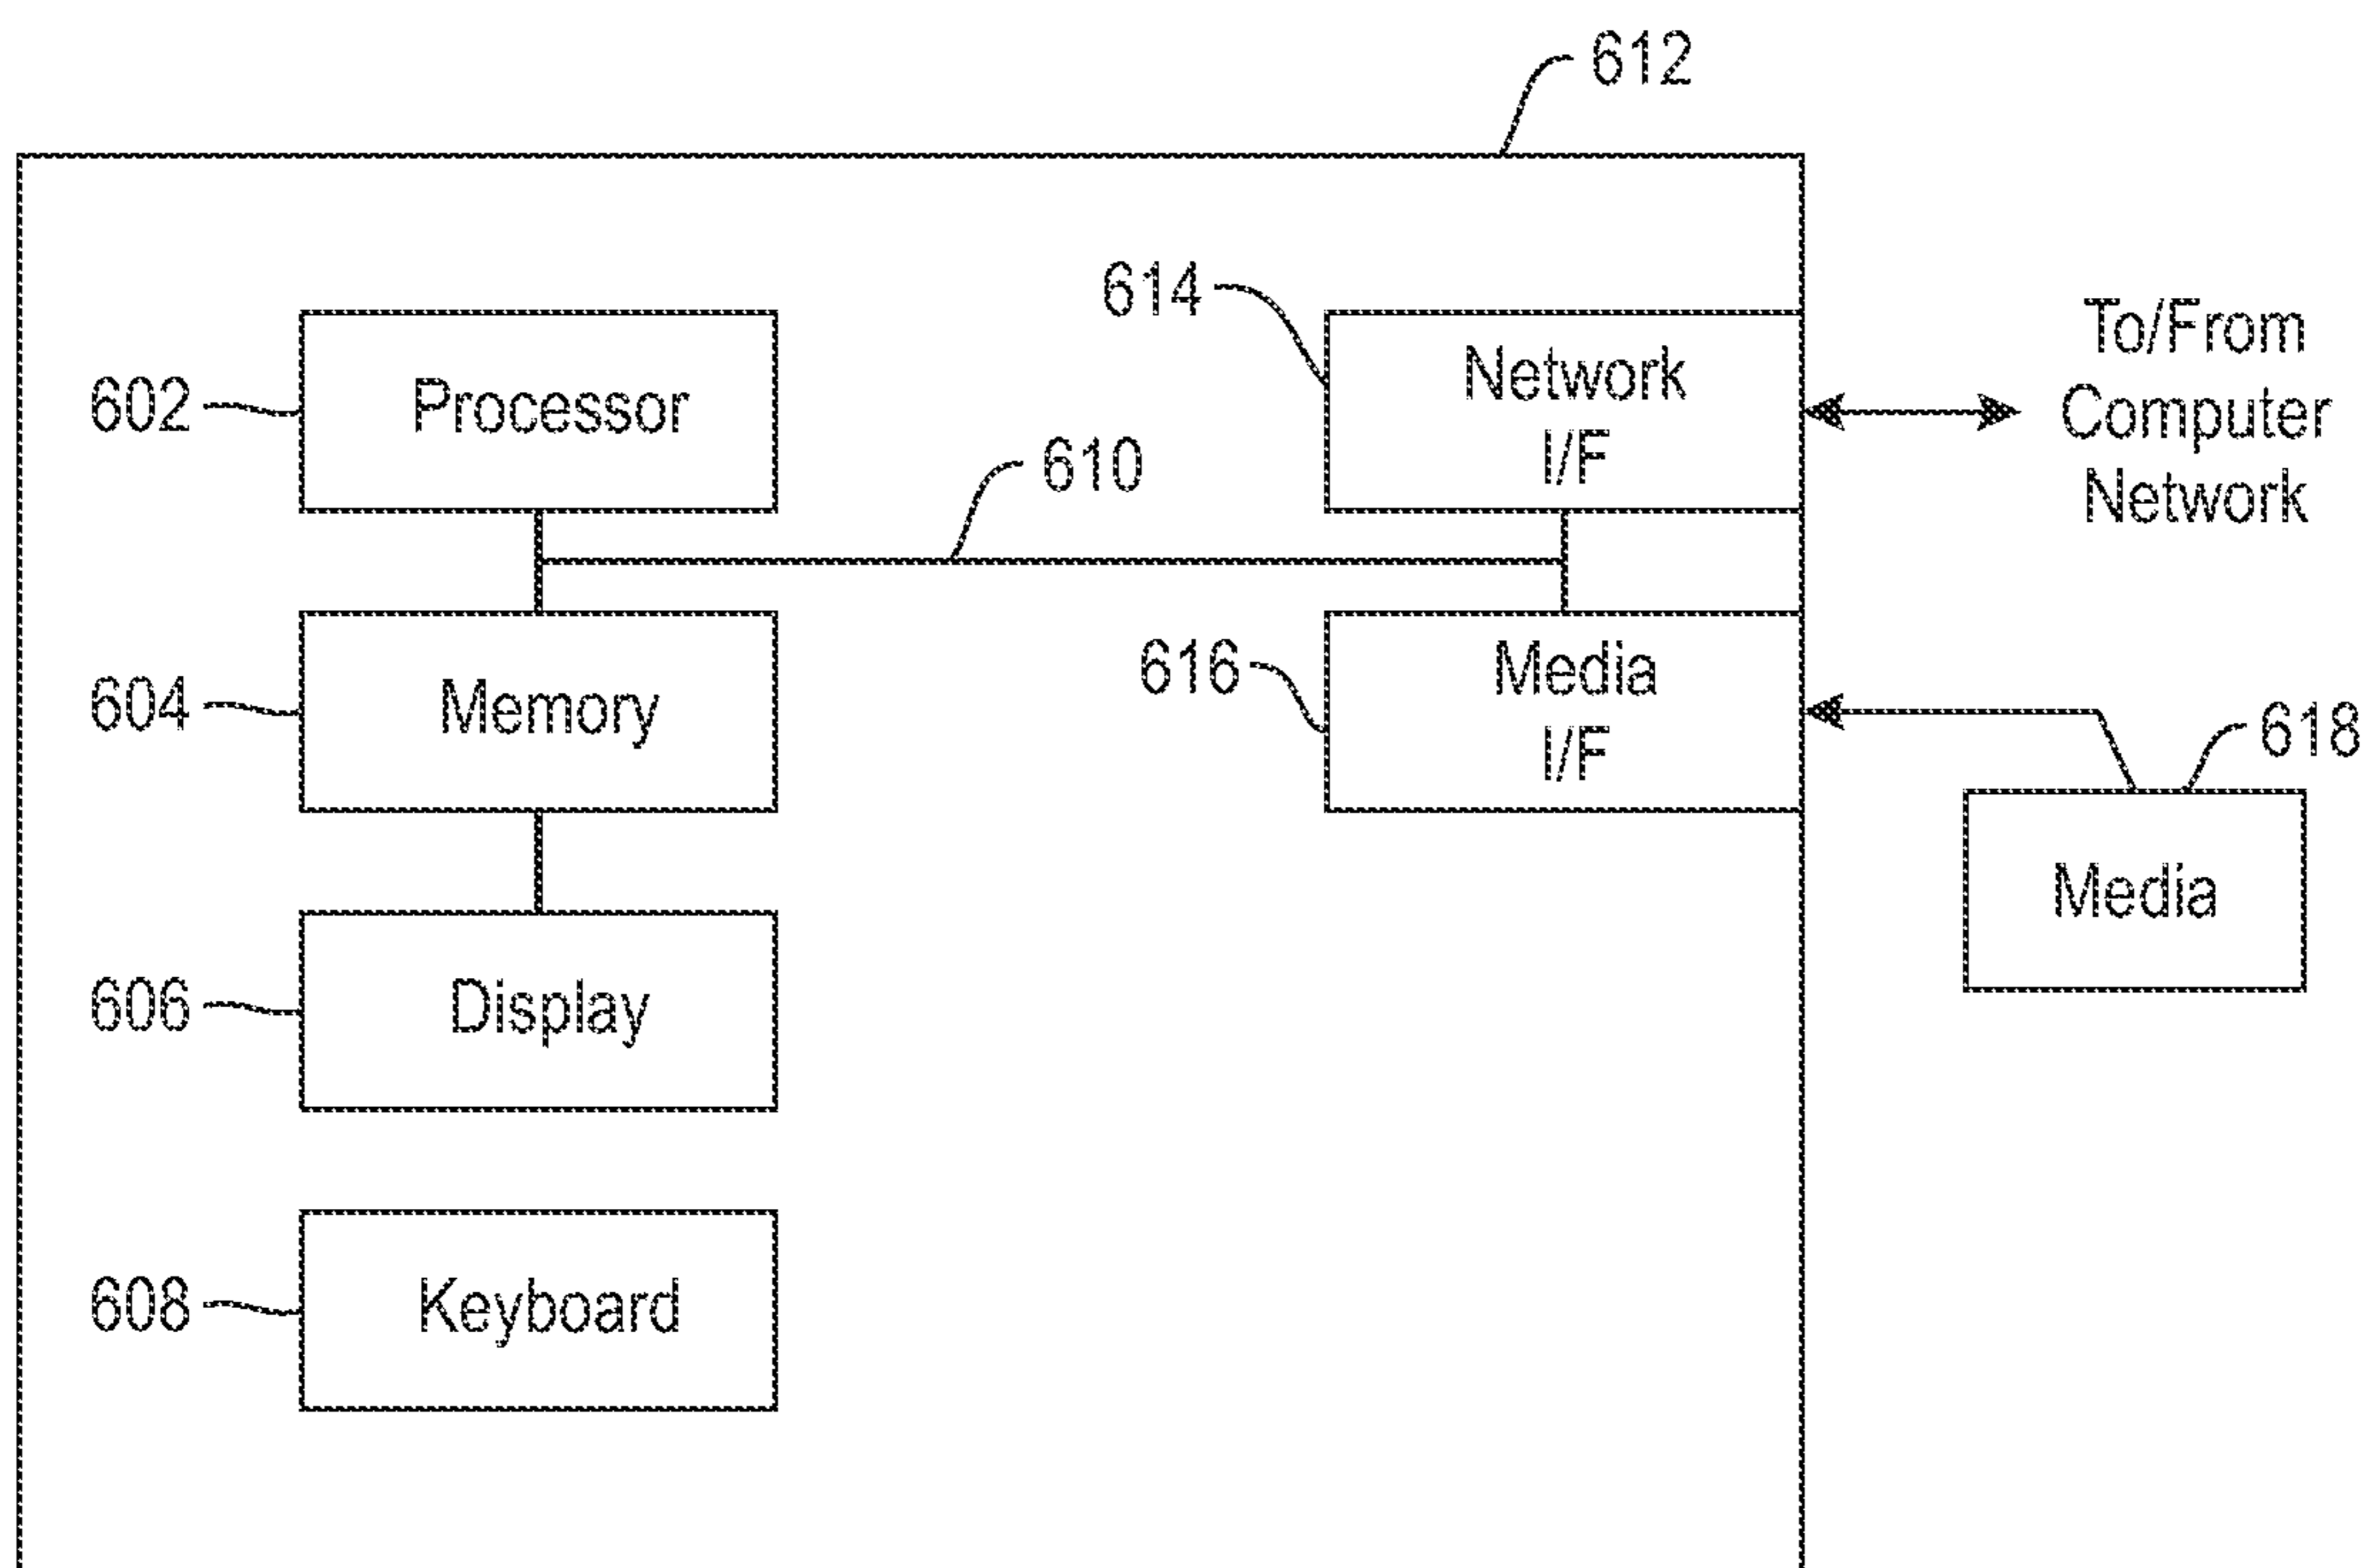 612
614
Network
I/F
To/From
Computer
Network
602
Processor
610
604
Memory
616
Media
I/F
618
Media
606
Display
608
Keyboard